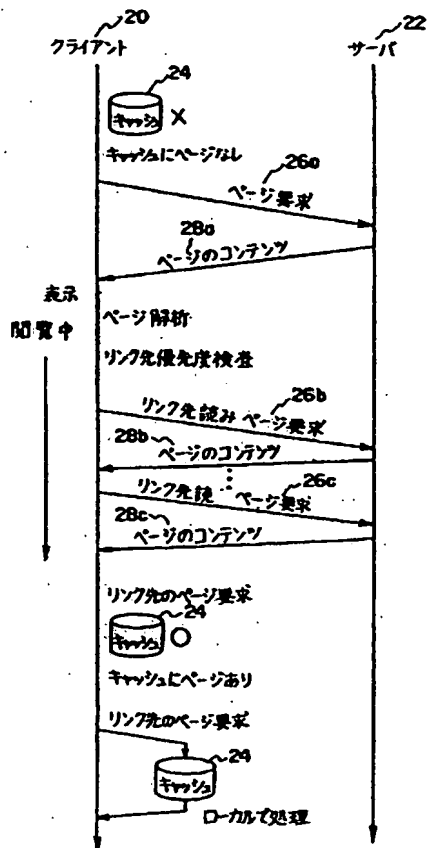 20
クライアント
22
サーバ
24
キャッシュ ×
キャッシュにページなし
26a
ページ要求
28a
ページのコンテンツ
表示
閲覧中
ページ解析
リンク先優先度検査
26b
リンク先読みページ要求
28b
ページのコンテンツ
26c
リンク先読 ページ要求
28c
ページのコンテンツ
リンク先のページ要求
24
キャッシュ ○
キャッシュにページあり
リンク先のページ要求
24
キャッシュ
ローカルで処理